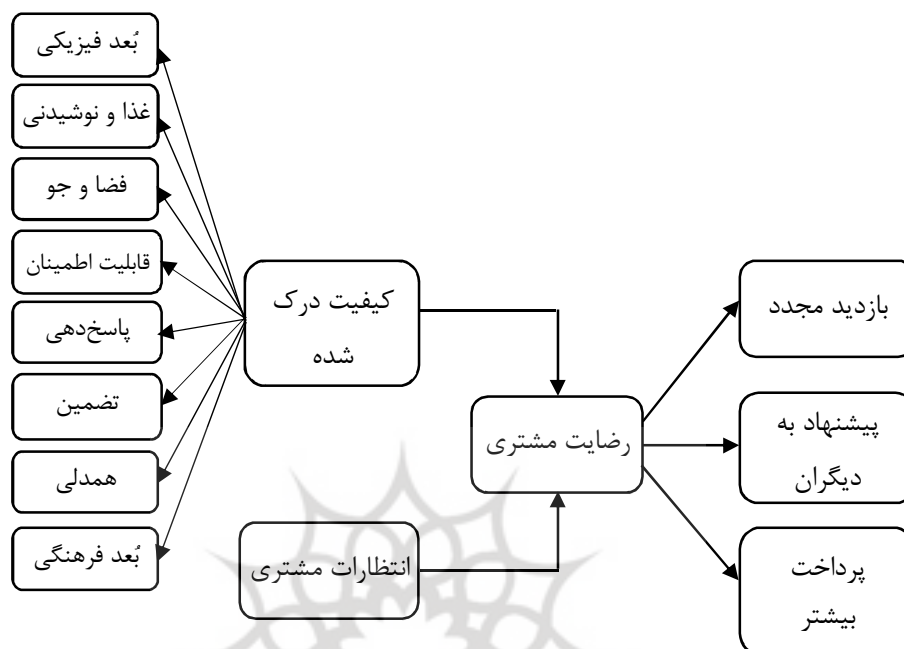 بُعد فیزیکی
غذا و نوشیدنی
فضا و جو
قابلیت اطمینان
پاسخ‌دهی
تضمین
همدلی
بُعد فرهنگی
کیفیت درک
شده
انتظارات مشتری
رضایت مشتری
بازدید مجدد
پیشنهاد به
دیگران
پرداخت
بیشتر